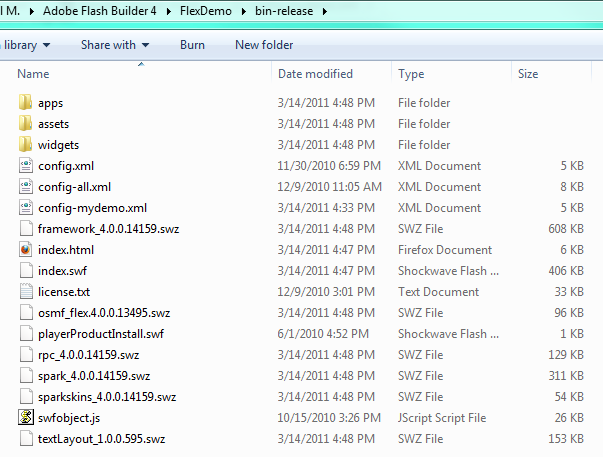 l M. ▸ Adobe Flash Builder 4 ▸ FlexDemo ▸ bin-release ▸
library ▾ Share with ▾ Burn New folder
Name Date modified Type Size
apps 3/14/2011 4:48 PM File folder
assets 3/14/2011 4:48 PM File folder
widgets 3/14/2011 4:48 PM File folder
config.xml 11/30/2010 6:59 PM XML Document 5 KB
config-all.xml 12/9/2010 11:05 AM XML Document 8 KB
config-mydemo.xml 3/14/2011 4:33 PM XML Document 5 KB
framework_4.0.0.14159.swz 3/14/2011 4:48 PM SWZ File 608 KB
index.html 3/14/2011 4:47 PM Firefox Document 6 KB
index.swf 3/14/2011 4:47 PM Shockwave Flash ... 406 KB
license.txt 12/9/2010 3:01 PM Text Document 33 KB
osmf_flex.4.0.0.13495.swz 3/14/2011 4:48 PM SWZ File 96 KB
playerProductInstall.swf 6/1/2010 4:52 PM Shockwave Flash ... 1 KB
rpc_4.0.0.14159.swz 3/14/2011 4:48 PM SWZ File 129 KB
spark_4.0.0.14159.swz 3/14/2011 4:48 PM SWZ File 311 KB
sparkskins_4.0.0.14159.swz 3/14/2011 4:48 PM SWZ File 54 KB
swfobject.js 10/15/2010 3:26 PM JScript Script File 26 KB
textLayout_1.0.0.595.swz 3/14/2011 4:48 PM SWZ File 153 KB